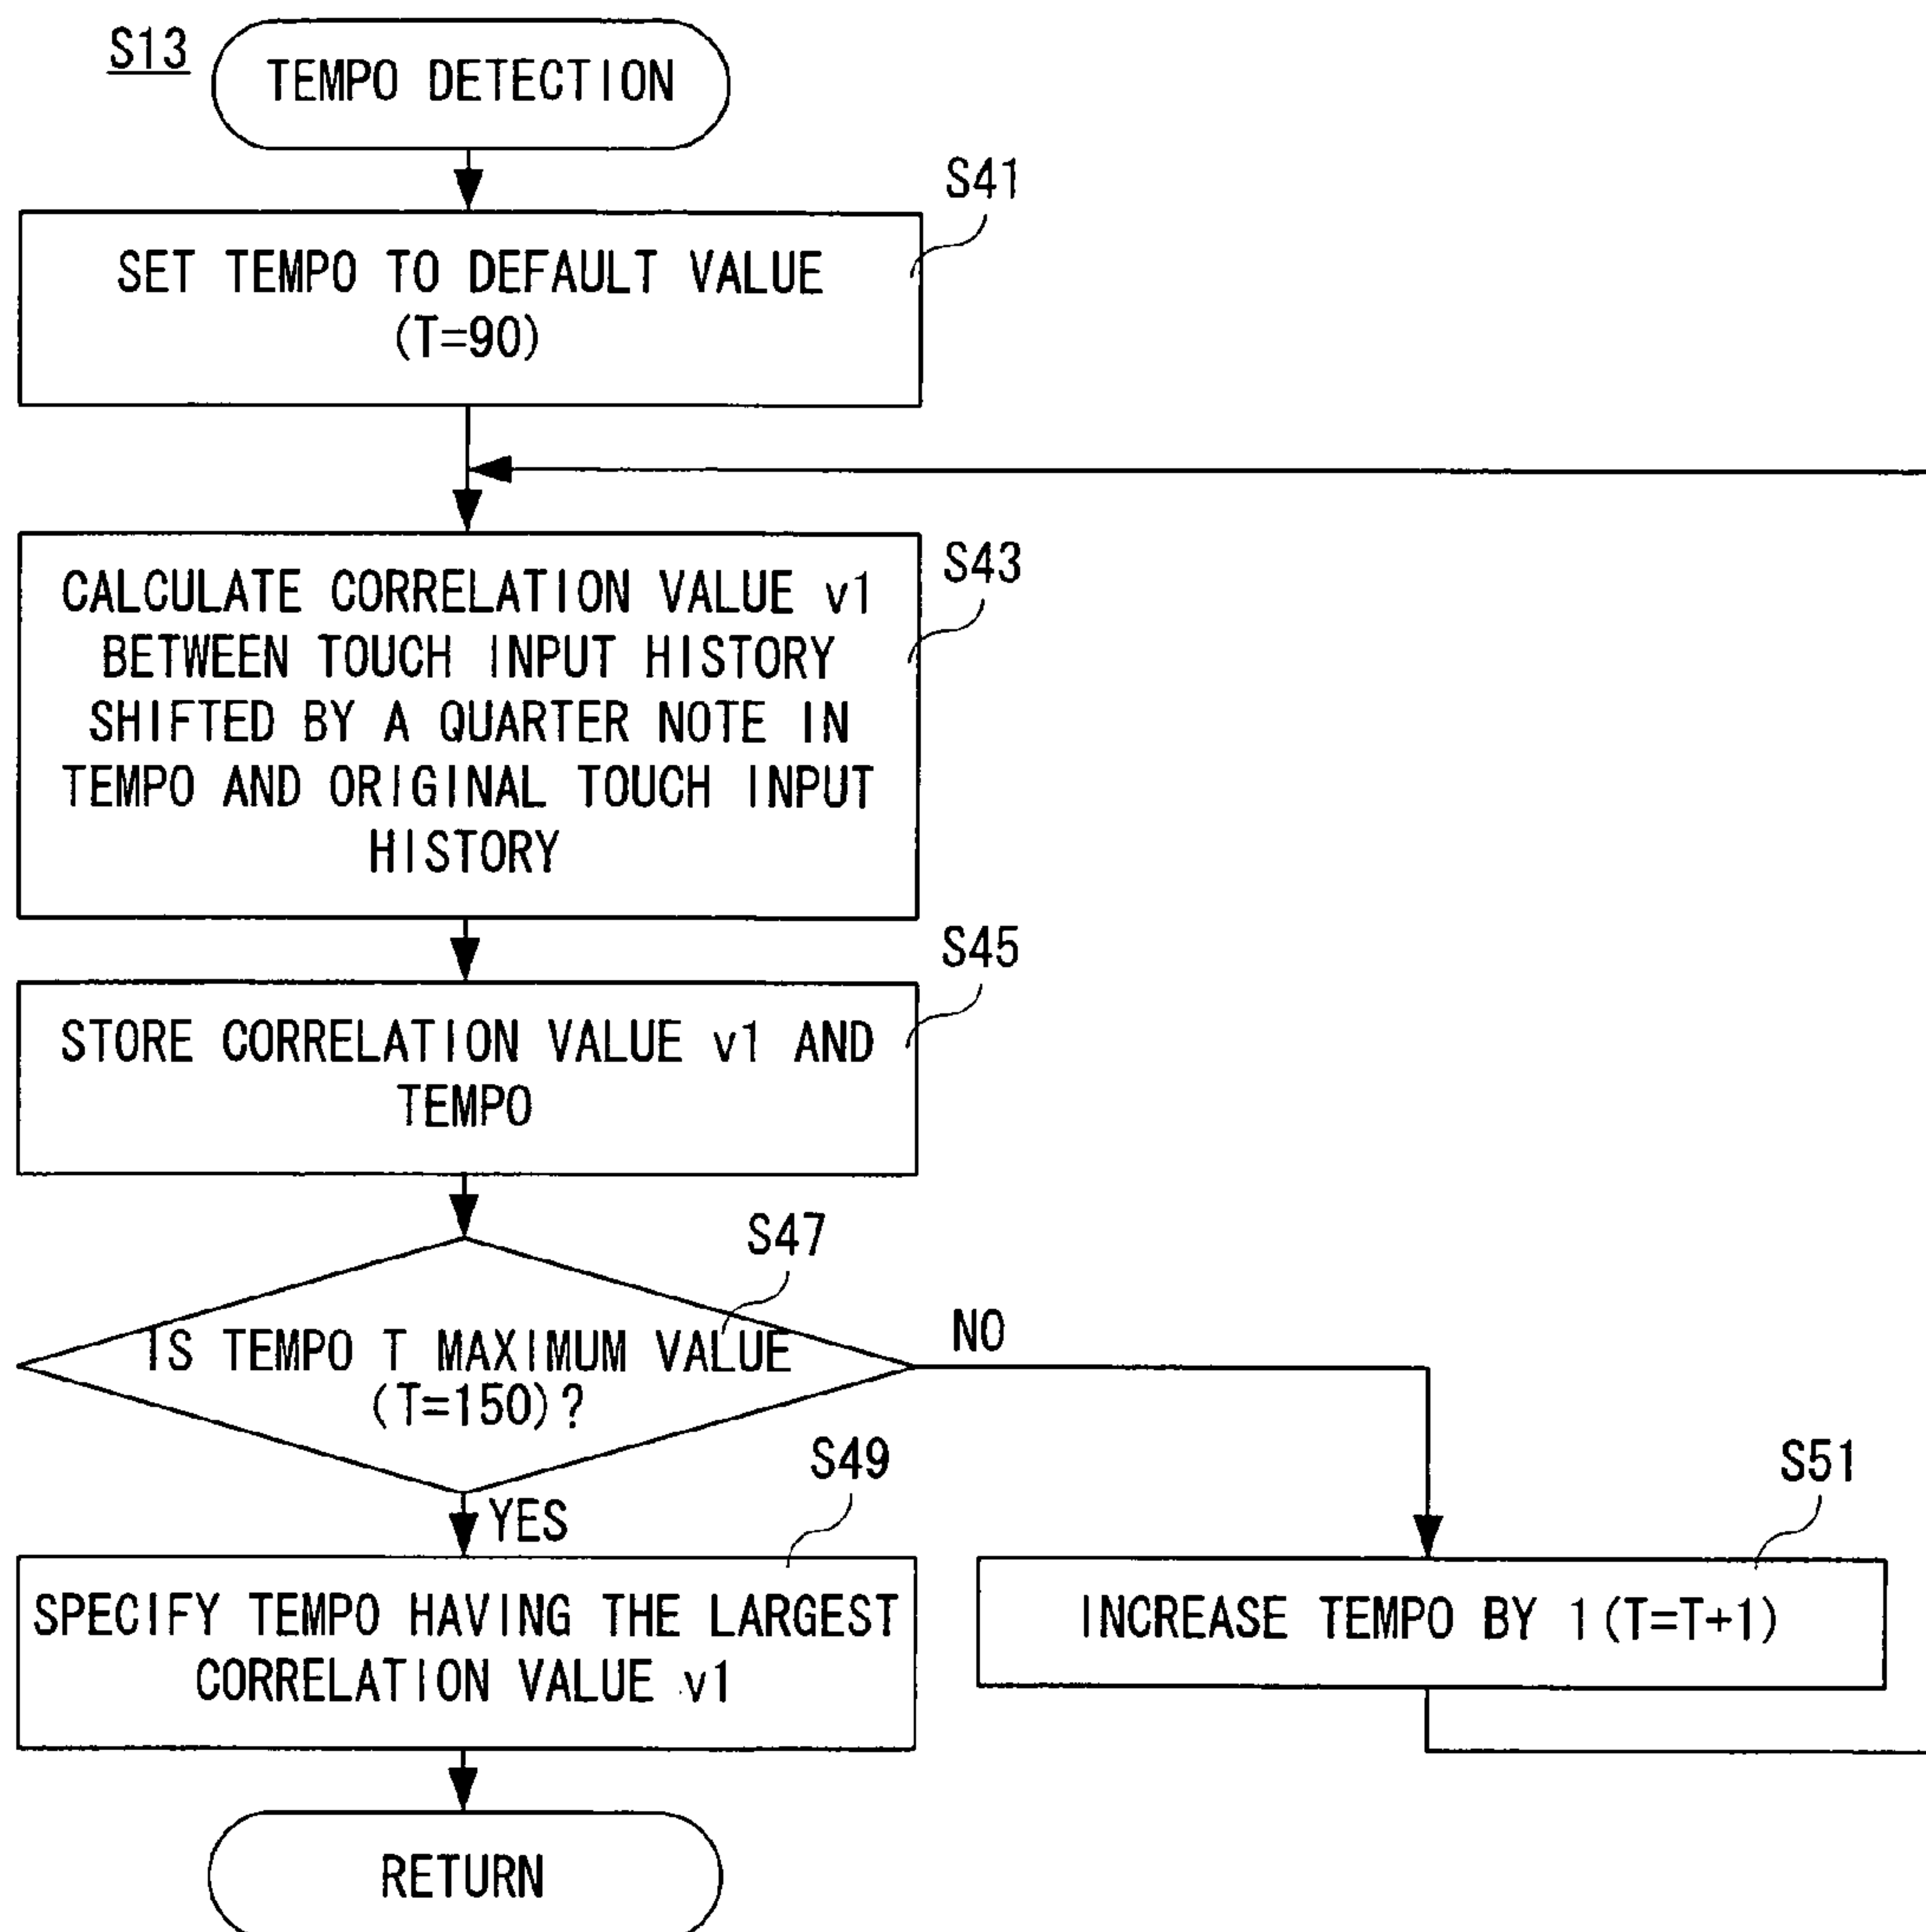 S13
TEMPO DETECTION
S41
SET TEMPO TO DEFAULT VALUE
(T=90)
S43
CALCULATE CORRELATION VALUE v1
BETWEEN TOUCH INPUT HISTORY
SHIFTED BY A QUARTER NOTE IN
TEMPO AND ORIGINAL TOUCH INPUT
HISTORY
S45
STORE CORRELATION VALUE v1 AND
TEMPO
S47
IS TEMPO T MAXIMUM VALUE
(T=150)?
NO
YES
S49
SPECIFY TEMPO HAVING THE LARGEST
CORRELATION VALUE v1
S51
INCREASE TEMPO BY 1(T=T+1)
RETURN